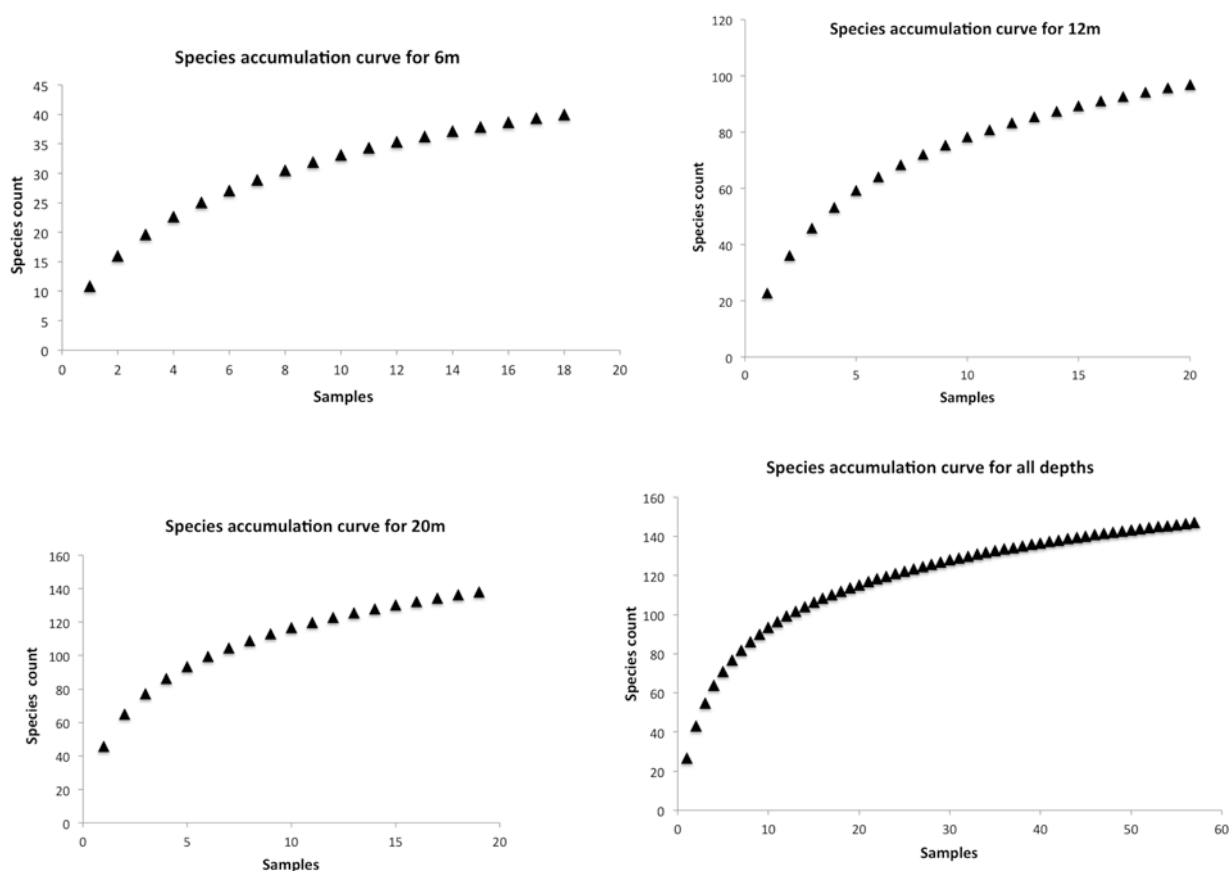 Species accumulation curve for 6m
45
40
35
30
25
20
15
10
5
0
Species count
0 2 4 6 8 10 12 14 16 18 20
Samples
Species accumulation curve for 12m
120
100
80
60
40
20
0
Species count
0 5 10 15 20
Samples
Species accumulation curve for 20m
160
140
120
100
80
60
40
20
0
Species count
0 5 10 15 20
Samples
Species accumulation curve for all depths
160
140
120
100
80
60
40
20
0
Species count
0 10 20 30 40 50 60
Samples